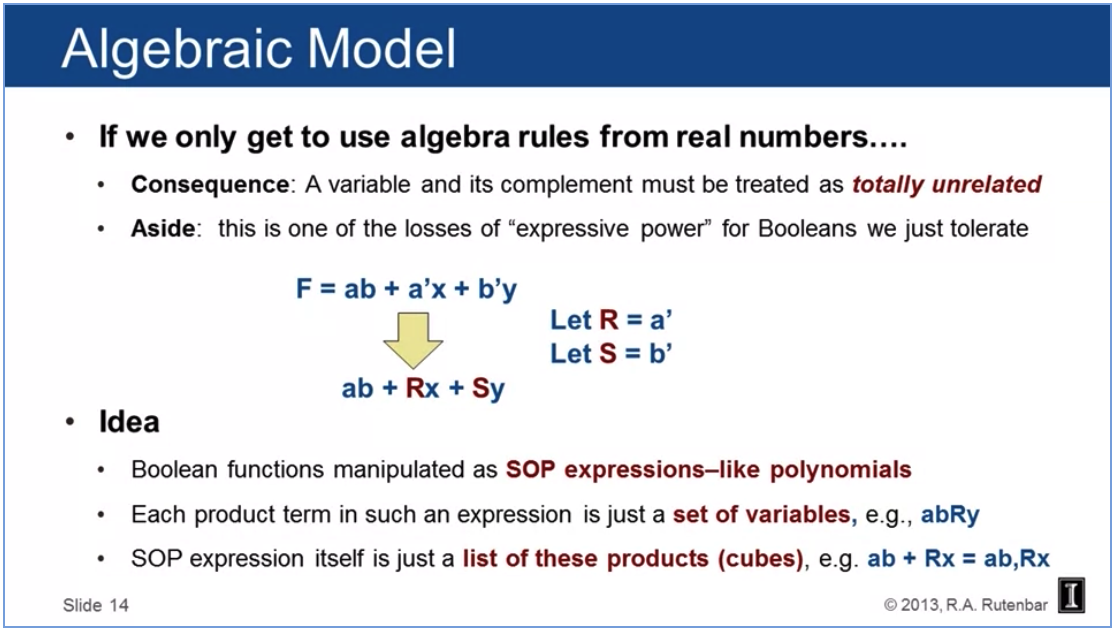 Algebraic Model
• If we only get to use algebra rules from real numbers….
• Consequence: A variable and its complement must be treated as totally unrelated
• Aside: this is one of the losses of “expressive power” for Booleans we just tolerate
F = ab + a’x + b’y
Let R = a’
Let S = b’
ab + Rx + Sy
• Idea
• Boolean functions manipulated as SOP expressions–like polynomials
• Each product term in such an expression is just a set of variables, e.g., abRy
• SOP expression itself is just a list of these products (cubes), e.g. ab + Rx = ab,Rx
Slide 14
© 2013, R.A. Rutenbar
I